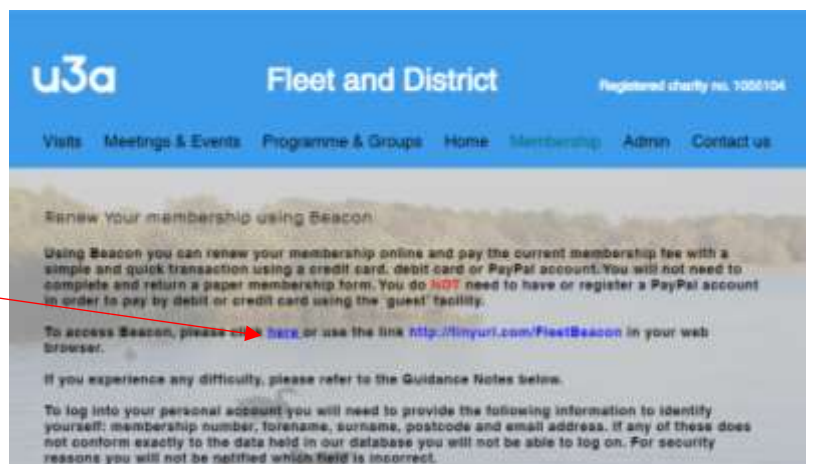 u3a Fleet and District Registered charity no. 1055104
Visits Meetings & Events Programme & Groups Home Membership Admin Contact us
Renew Your membership using Beacon
Using Beacon you can renew your membership online and pay the current membership fee with a
simple and quick transaction using a credit card, debit card or PayPal account. You will not need to
complete and return a paper membership form. You do NOT need to have or register a PayPal account
in order to pay by debit or credit card using the 'guest' facility.
To access Beacon, please click here or use the link http://tinyurl.com/FleetBeacon in your web
browser.
If you experience any difficulty, please refer to the Guidance Notes below.
To log into your personal account you will need to provide the following information to identify
yourself: membership number, forename, surname, postcode and email address. If any of these does
not conform exactly to the data held in our database you will not be able to log on. For security
reasons you will not be notified which field is incorrect.